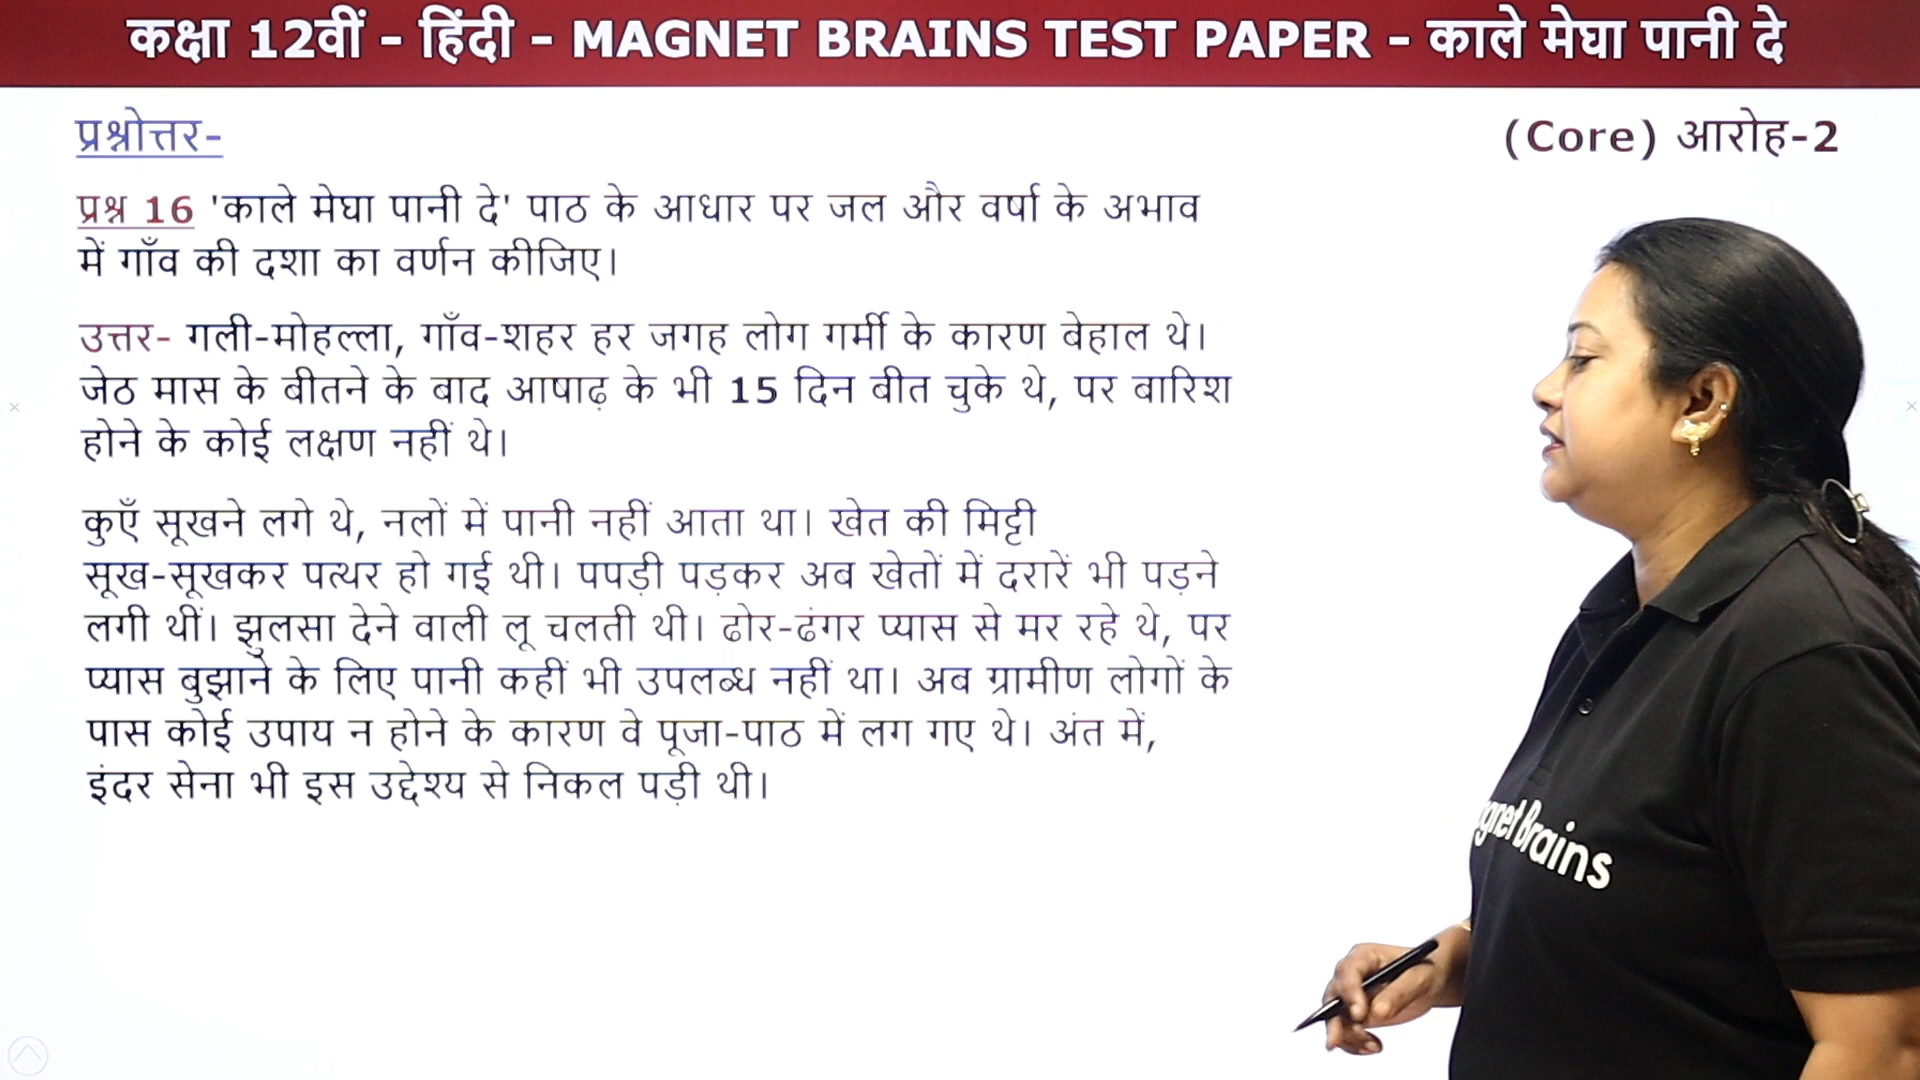 कक्षा 12वीं - हिंदी - MAGNET BRAINS TEST PAPER - काले मेघा पानी दे
प्रश्नोत्तर-
(Core) आरोह-2
प्रश्न 16 'काले मेघा पानी दे' पाठ के आधार पर जल और वर्षा के अभाव
में गाँव की दशा का वर्णन कीजिए।
उत्तर- गली-मोहल्ला, गाँव-शहर हर जगह लोग गर्मी के कारण बेहाल थे।
जेठ मास के बीतने के बाद आषाढ़ के भी 15 दिन बीत चुके थे, पर बारिश
होने के कोई लक्षण नहीं थे।
कुएँ सूखने लगे थे, नलों में पानी नहीं आता था। खेत की मिट्टी
सूख-सूखकर पत्थर हो गई थी। पपड़ी पड़कर अब खेतों में दरारें भी पड़ने
लगी थीं। झुलसा देने वाली लू चलती थी। ढोर-ढंगर प्यास से मर रहे थे, पर
प्यास बुझाने के लिए पानी कहीं भी उपलब्ध नहीं था। अब ग्रामीण लोगों के
पास कोई उपाय न होने के कारण वे पूजा-पाठ में लग गए थे। अंत में,
इंदर सेना भी इस उद्देश्य से निकल पड़ी थी।
gnet Brains